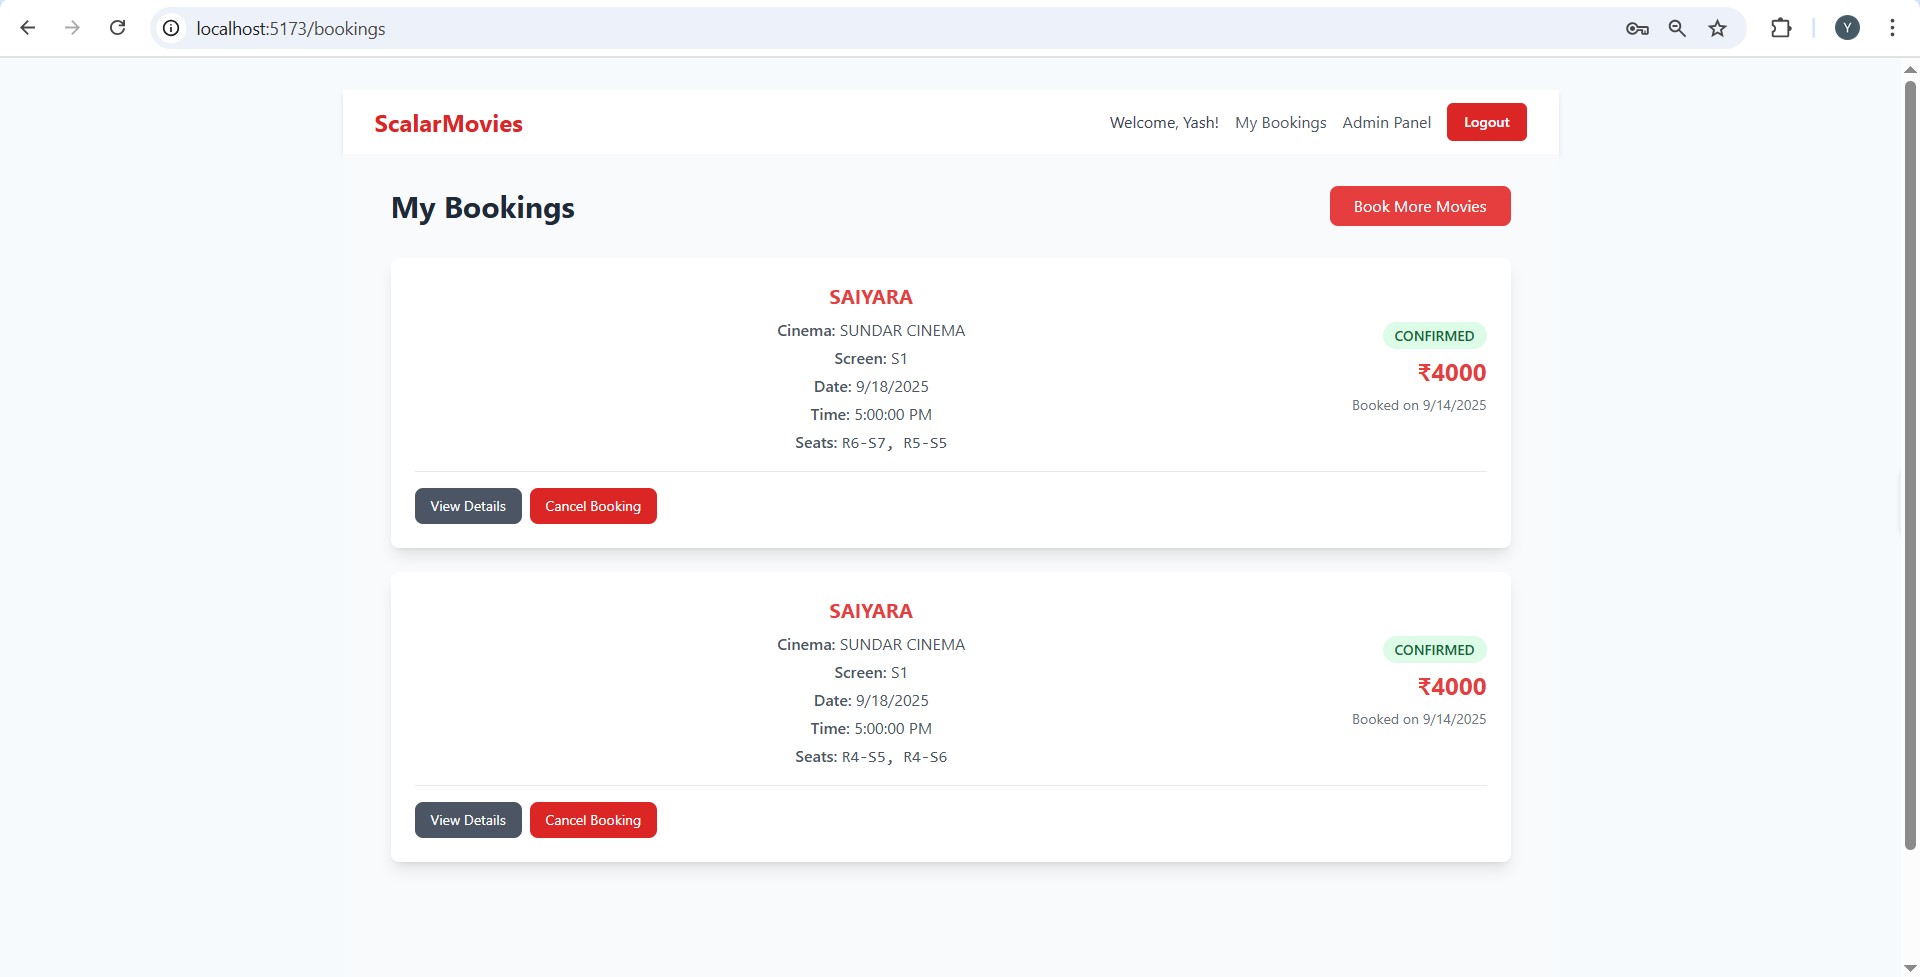 localhost:5173/bookings
Y
ScalarMovies
Welcome, Yash! My Bookings Admin Panel Logout
My Bookings
Book More Movies
SAIYARA
Cinema: SUNDAR CINEMA
Screen: S1
Date: 9/18/2025
Time: 5:00:00 PM
Seats: R6-S7, R5-S5
CONFIRMED
₹4000
Booked on 9/14/2025
View Details Cancel Booking
SAIYARA
Cinema: SUNDAR CINEMA
Screen: S1
Date: 9/18/2025
Time: 5:00:00 PM
Seats: R4-S5, R4-S6
CONFIRMED
₹4000
Booked on 9/14/2025
View Details Cancel Booking